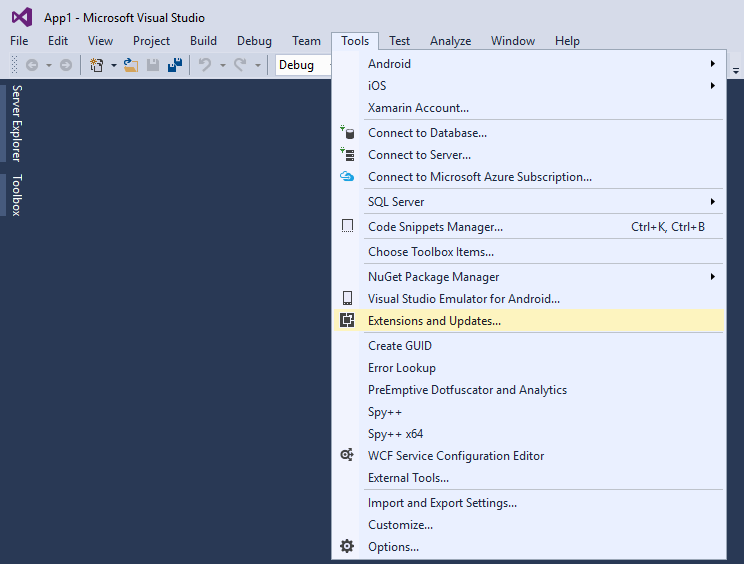 App1 - Microsoft Visual Studio
File Edit View Project Build Debug Team Tools Test Analyze Window Help
Debug
Server Explorer
Toolbox
Android
iOS
Xamarin Account...
Connect to Database...
Connect to Server...
Connect to Microsoft Azure Subscription...
SQL Server
Code Snippets Manager... Ctrl+K, Ctrl+B
Choose Toolbox Items...
NuGet Package Manager
Visual Studio Emulator for Android...
Extensions and Updates...
Create GUID
Error Lookup
PreEmptive Dotfuscator and Analytics
Spy++
Spy++ x64
WCF Service Configuration Editor
External Tools...
Import and Export Settings...
Customize...
Options...